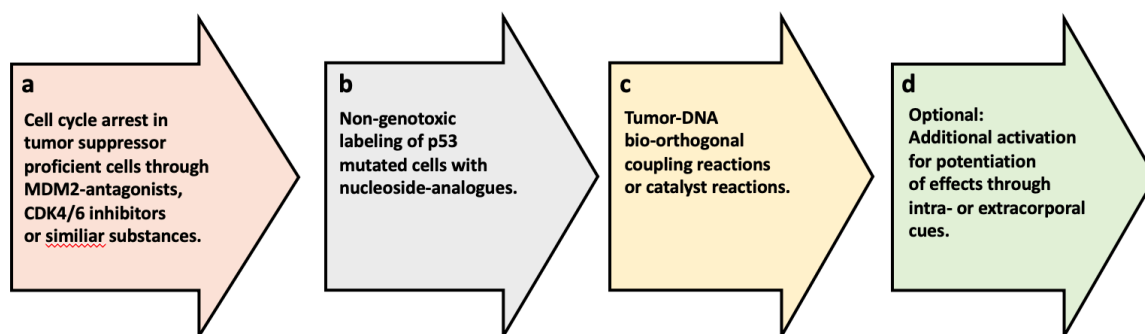 a
Cell cycle arrest in
tumor suppressor
proficient cells through
MDM2-antagonists,
CDK4/6 inhibitors
or similiar substances.
b
Non-genotoxic
labeling of p53
mutated cells with
nucleoside-analogues.
c
Tumor-DNA
bio-orthogonal
coupling reactions
or catalyst reactions.
d
Optional:
Additional activation
for potentiation
of effects through
intra- or extracorporal
cues.